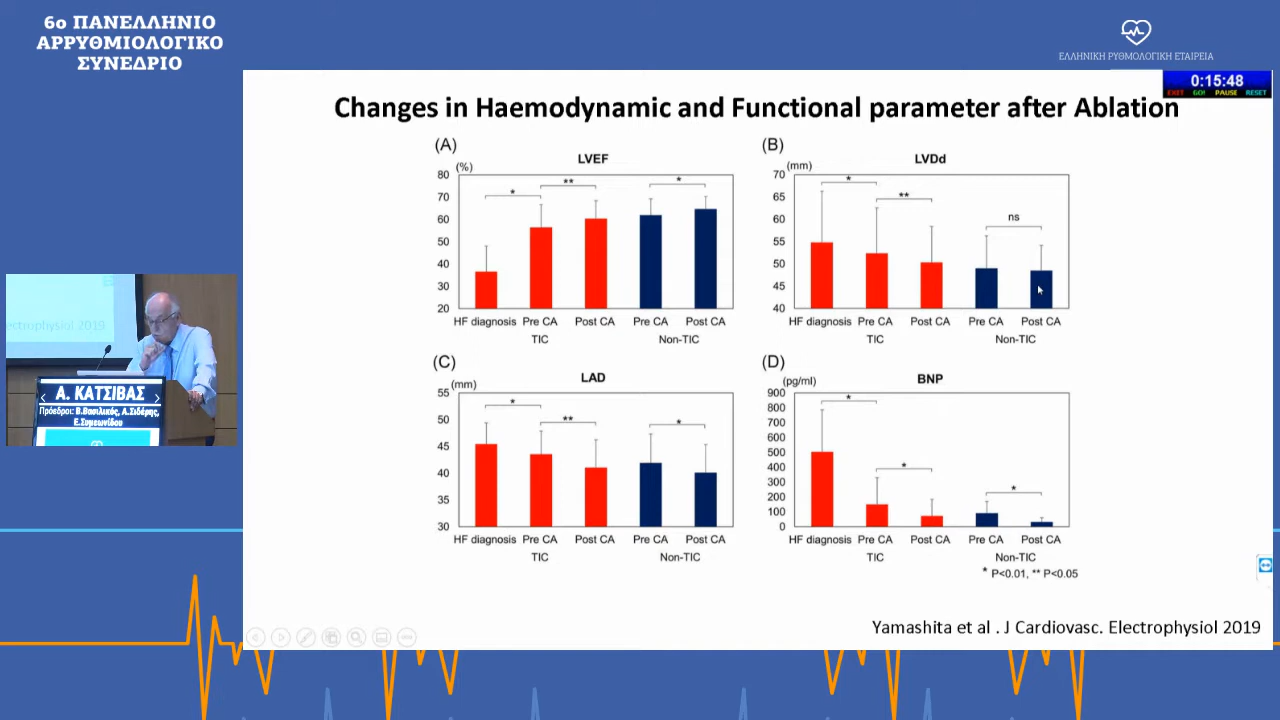 6ο ΠΑΝΕΛΛΗΝΙΟ
ΑΡΡΥΘΜΙΟΛΟΓΙΚΟ
ΣΥΝΕΔΡΙΟ
ΕΛΛΗΝΙΚΗ ΡΥΘΜΟΛΟΓΙΚΗ ΕΤΑΙΡΕΙΑ
0:15:48
EXIT GO! PAUSE RESET
Changes in Haemodynamic and Functional parameter after Ablation
(A)
LVEF
(%)
80
70
60
50
40
30
20
* ** *
HF diagnosis Pre CA Post CA Pre CA Post CA
TIC Non-TIC
(B)
LVDd
(mm)
70
65
60
55
50
45
40
* ** ns
HF diagnosis Pre CA Post CA Pre CA Post CA
TIC Non-TIC
(C)
LAD
(mm)
55
50
45
40
35
30
* ** *
HF diagnosis Pre CA Post CA Pre CA Post CA
TIC Non-TIC
(D)
BNP
(pg/ml)
900
800
700
600
500
400
300
200
100
0
* * *
HF diagnosis Pre CA Post CA Pre CA Post CA
TIC Non-TIC
* P<0.01, ** P<0.05
Yamashita et al . J Cardiovasc. Electrophysiol 2019
lectrophysiol 2019
Α. ΚΑΤΣΙΒΑΣ
Πρόεδροι: Β.Βασιλικός, Α.Σιδέρης,
Ε.Συμεωνίδου